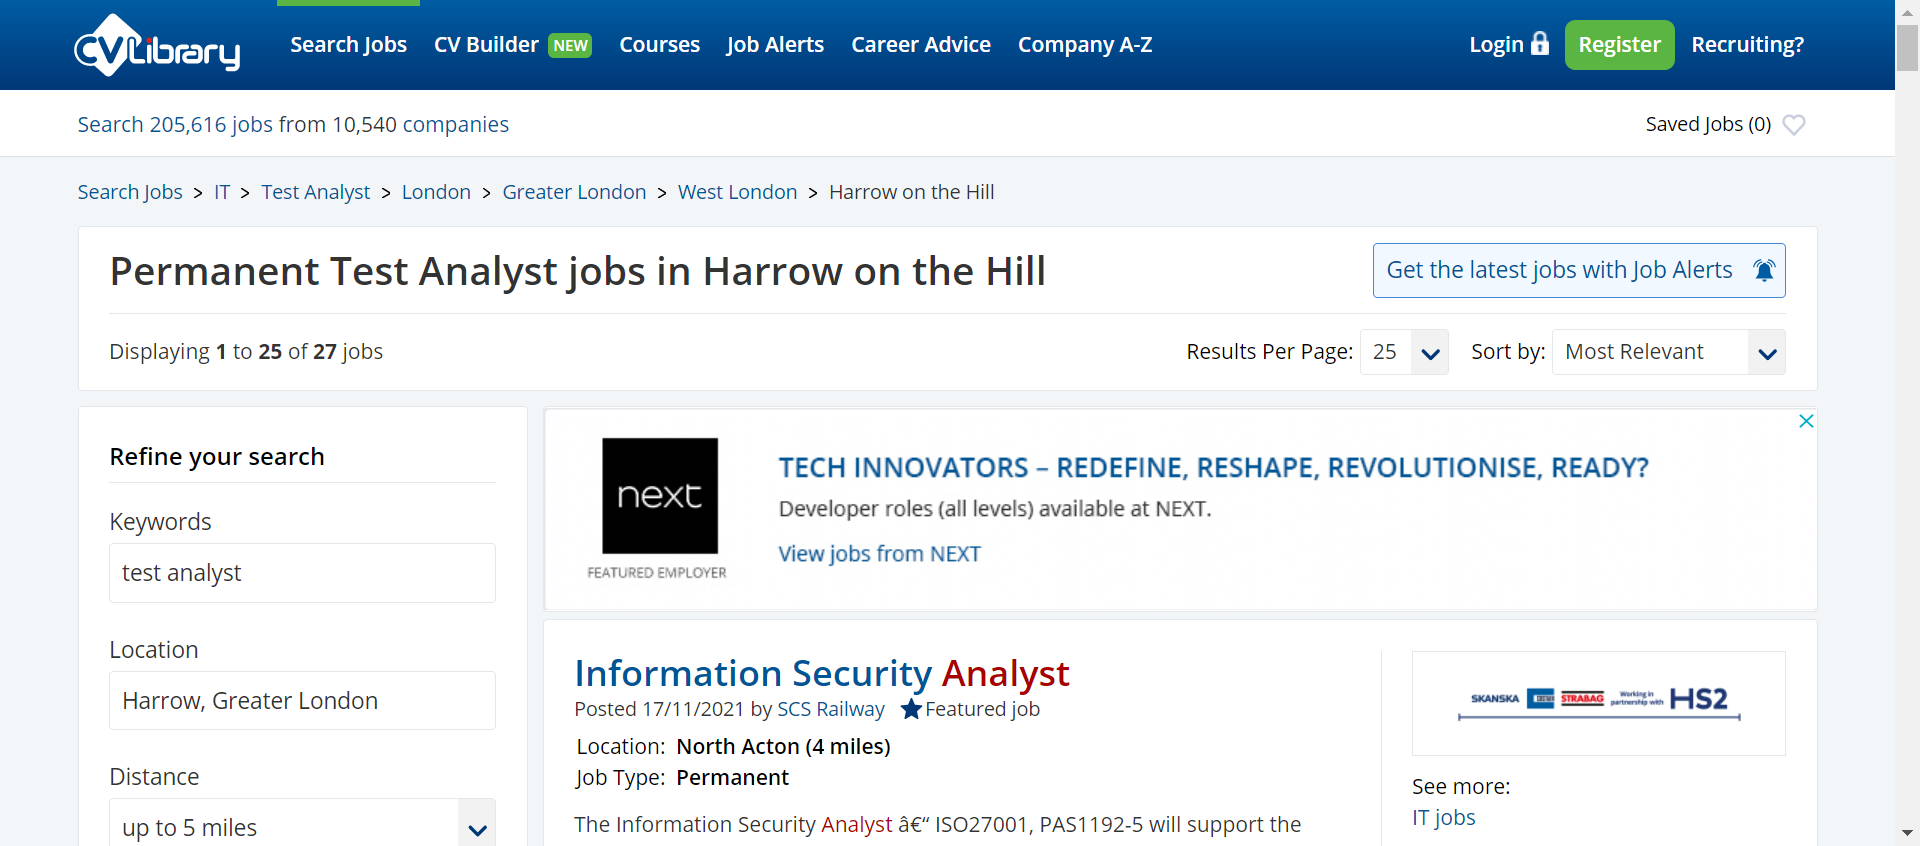 CVLibrary Search Jobs CV Builder NEW Courses Job Alerts Career Advice Company A-Z Login Register Recruiting?
Search 205,616 jobs from 10,540 companies Saved Jobs (0)
Search Jobs > IT > Test Analyst > London > Greater London > West London > Harrow on the Hill
Permanent Test Analyst jobs in Harrow on the Hill Get the latest jobs with Job Alerts
Displaying 1 to 25 of 27 jobs Results Per Page: 25 Sort by: Most Relevant
Refine your search
Keywords
test analyst
Location
Harrow, Greater London
Distance
up to 5 miles
next
FEATURED EMPLOYER
TECH INNOVATORS – REDEFINE, RESHAPE, REVOLUTIONISE, READY?
Developer roles (all levels) available at NEXT.
View jobs from NEXT
Information Security Analyst
Posted 17/11/2021 by SCS Railway Featured job
Location: North Acton (4 miles)
Job Type: Permanent
The Information Security Analyst â€“ ISO27001, PAS1192-5 will support the
SKANSKA STRABAG Working in partnership with HS2
See more:
IT jobs